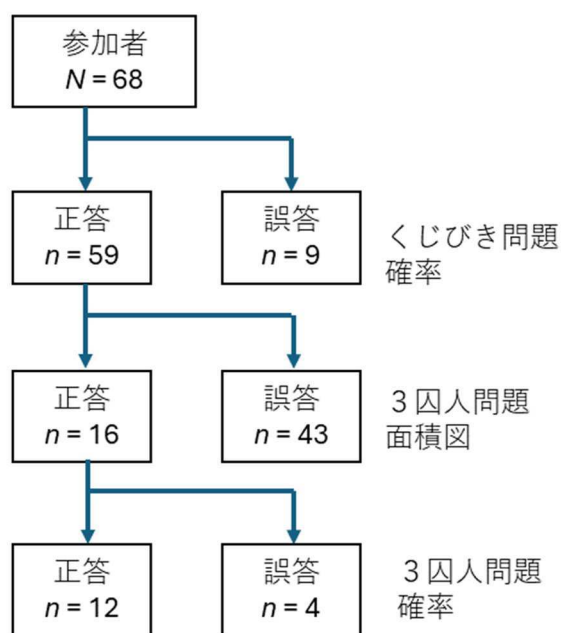 参加者
N = 68
正答
n = 59
誤答
n = 9
くじびき問題
確率
正答
n = 16
誤答
n = 43
３囚人問題
面積図
正答
n = 12
誤答
n = 4
３囚人問題
確率